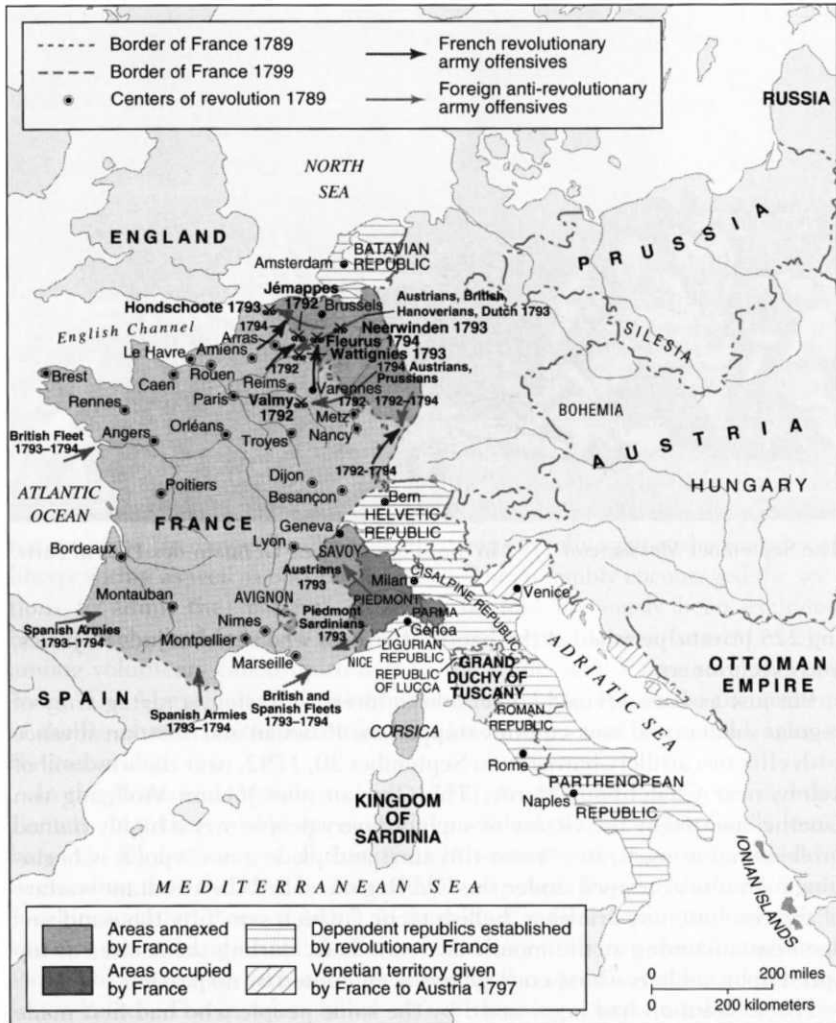 Border of France 1789
Border of France 1799
Centers of revolution 1789
French revolutionary
army offensives
Foreign anti-revolutionary
army offensives
RUSSIA
NORTH
SEA
ENGLAND
PRUSSIA
Amsterdam
BATAVIAN
REPUBLIC
Jémappes
1792
Brussels
Austrians, British,
Hanoverians, Dutch 1793
Hondschoote 1793
1794
English Channel
Neerwinden 1793
Arras
Fleurus 1794
Wattignies 1793
SILESIA
Le Havre
Amiens
1792
1794 Austrians,
Prussians
Brest
Caen
Rouen
Reims
Varennes
1792
1792-1794
Rennes
Paris
Valmy
1792
Metz
BOHEMIA
Angers
Orléans
Troyes
Nancy
AUSTRIA
British Fleet
1793-1794
1792-1794
Dijon
HUNGARY
Poitiers
Besançon
Bern
ATLANTIC
OCEAN
FRANCE
Geneva
HELVETIC
REPUBLIC
Bordeaux
Lyon
SAVOY
Austrians
1793
Milan
CISALPINE REPUBLIC
Venice
Montauban
AVIGNON
PIEDMONT
PARMA
Spanish Armies
1793-1794
Nimes
Piedmont
Sardinians
1793
Genoa
Montpellier
LIGURIAN
REPUBLIC
Marseille
NICE
REPUBLIC
OF LUCCA
GRAND
DUCHY OF
TUSCANY
ADRIATIC SEA
OTTOMAN
EMPIRE
SPAIN
Spanish Armies
1793-1794
British and
Spanish Fleets
1793-1794
ROMAN
REPUBLIC
CORSICA
Rome
PARTHENOPEAN
REPUBLIC
Naples
KINGDOM
OF
SARDINIA
IONIAN ISLANDS
MEDITERRANEAN SEA
Areas annexed
by France
Areas occupied
by France
Dependent republics established
by revolutionary France
Venetian territory given
by France to Austria 1797
0 200 miles
0 200 kilometers